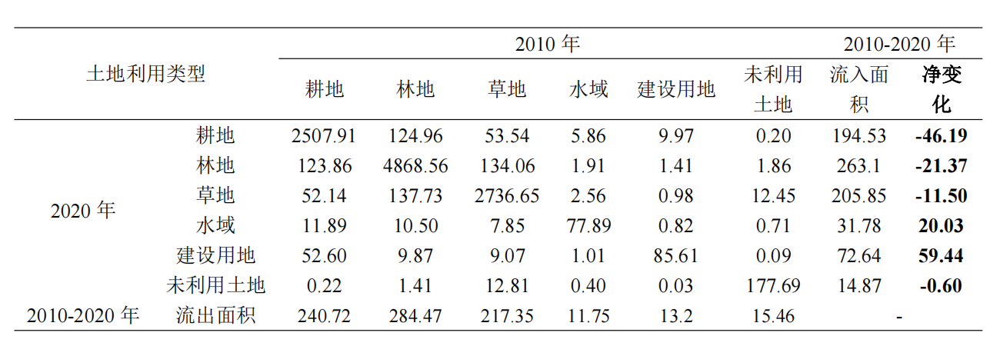 土地利用类型 2010 年 2010-2020 年
耕地 林地 草地 水域 建设用地 未利用土地 流入面积 净变化
2020 年 耕地 2507.91 124.96 53.54 5.86 9.97 0.20 194.53 -46.19
林地 123.86 4868.56 134.06 1.91 1.41 1.86 263.1 -21.37
草地 52.14 137.73 2736.65 2.56 0.98 12.45 205.85 -11.50
水域 11.89 10.50 7.85 77.89 0.82 0.71 31.78 20.03
建设用地 52.60 9.87 9.07 1.01 85.61 0.09 72.64 59.44
未利用土地 0.22 1.41 12.81 0.40 0.03 177.69 14.87 -0.60
2010-2020 年 流出面积 240.72 284.47 217.35 11.75 13.2 15.46 -